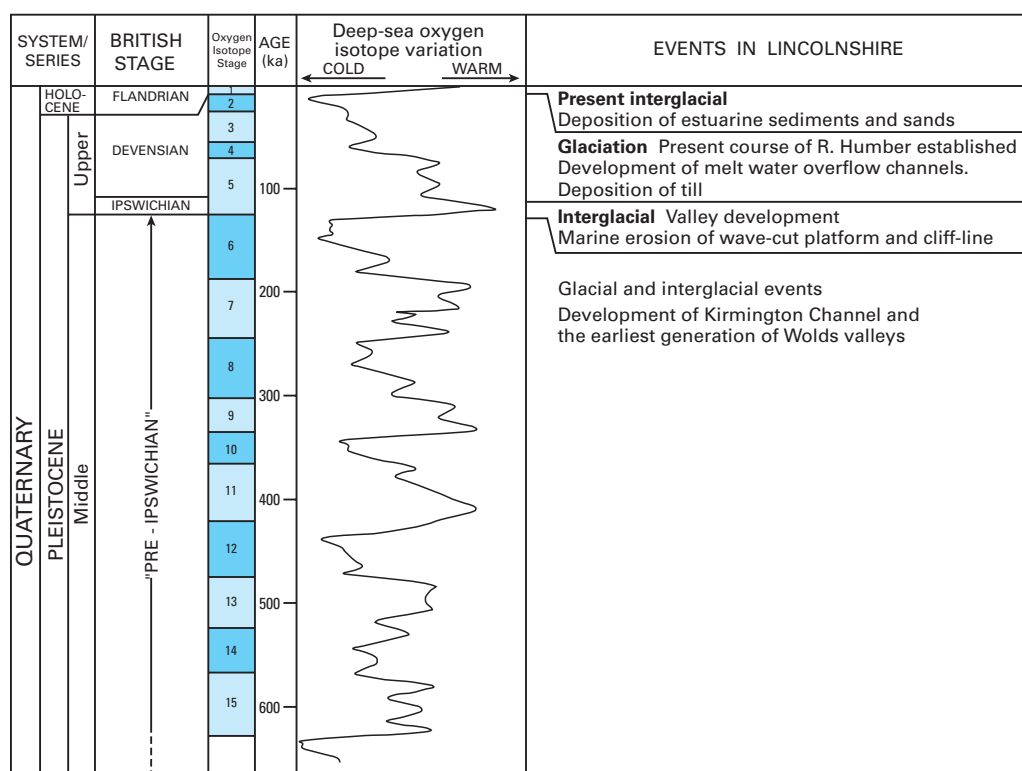 SYSTEM/
SERIES
BRITISH
STAGE
Oxygen
Isotope
Stage
AGE
(ka)
Deep-sea oxygen
isotope variation
COLD WARM
EVENTS IN LINCOLNSHIRE
HOLO-
CENE
FLANDRIAN
Upper
DEVENSIAN
IPSWICHIAN
QUATERNARY
PLEISTOCENE
Middle
"PRE - IPSWICHIAN"
1
2
3
4
5
6
7
8
9
10
11
12
13
14
15
100
200
300
400
500
600
Present interglacial
Deposition of estuarine sediments and sands
Glaciation Present course of R. Humber established
Development of melt water overflow channels.
Deposition of till
Interglacial Valley development
Marine erosion of wave-cut platform and cliff-line
Glacial and interglacial events
Development of Kirmington Channel and
the earliest generation of Wolds valleys